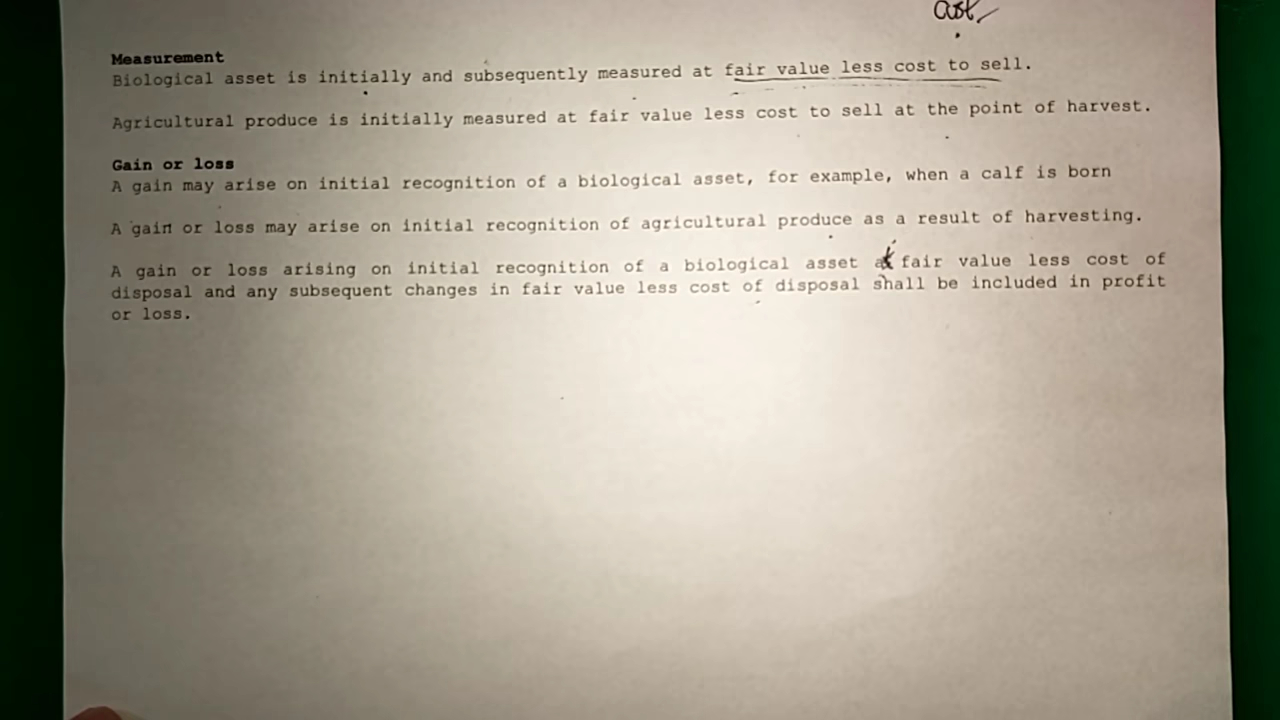 Cost
Measurement
Biological asset is initially and subsequently measured at fair value less cost to sell.
Agricultural produce is initially measured at fair value less cost to sell at the point of harvest.
Gain or loss
A gain may arise on initial recognition of a biological asset, for example, when a calf is born
A gain or loss may arise on initial recognition of agricultural produce as a result of harvesting.
A gain or loss arising on initial recognition of a biological asset at fair value less cost of
disposal and any subsequent changes in fair value less cost of disposal shall be included in profit
or loss.